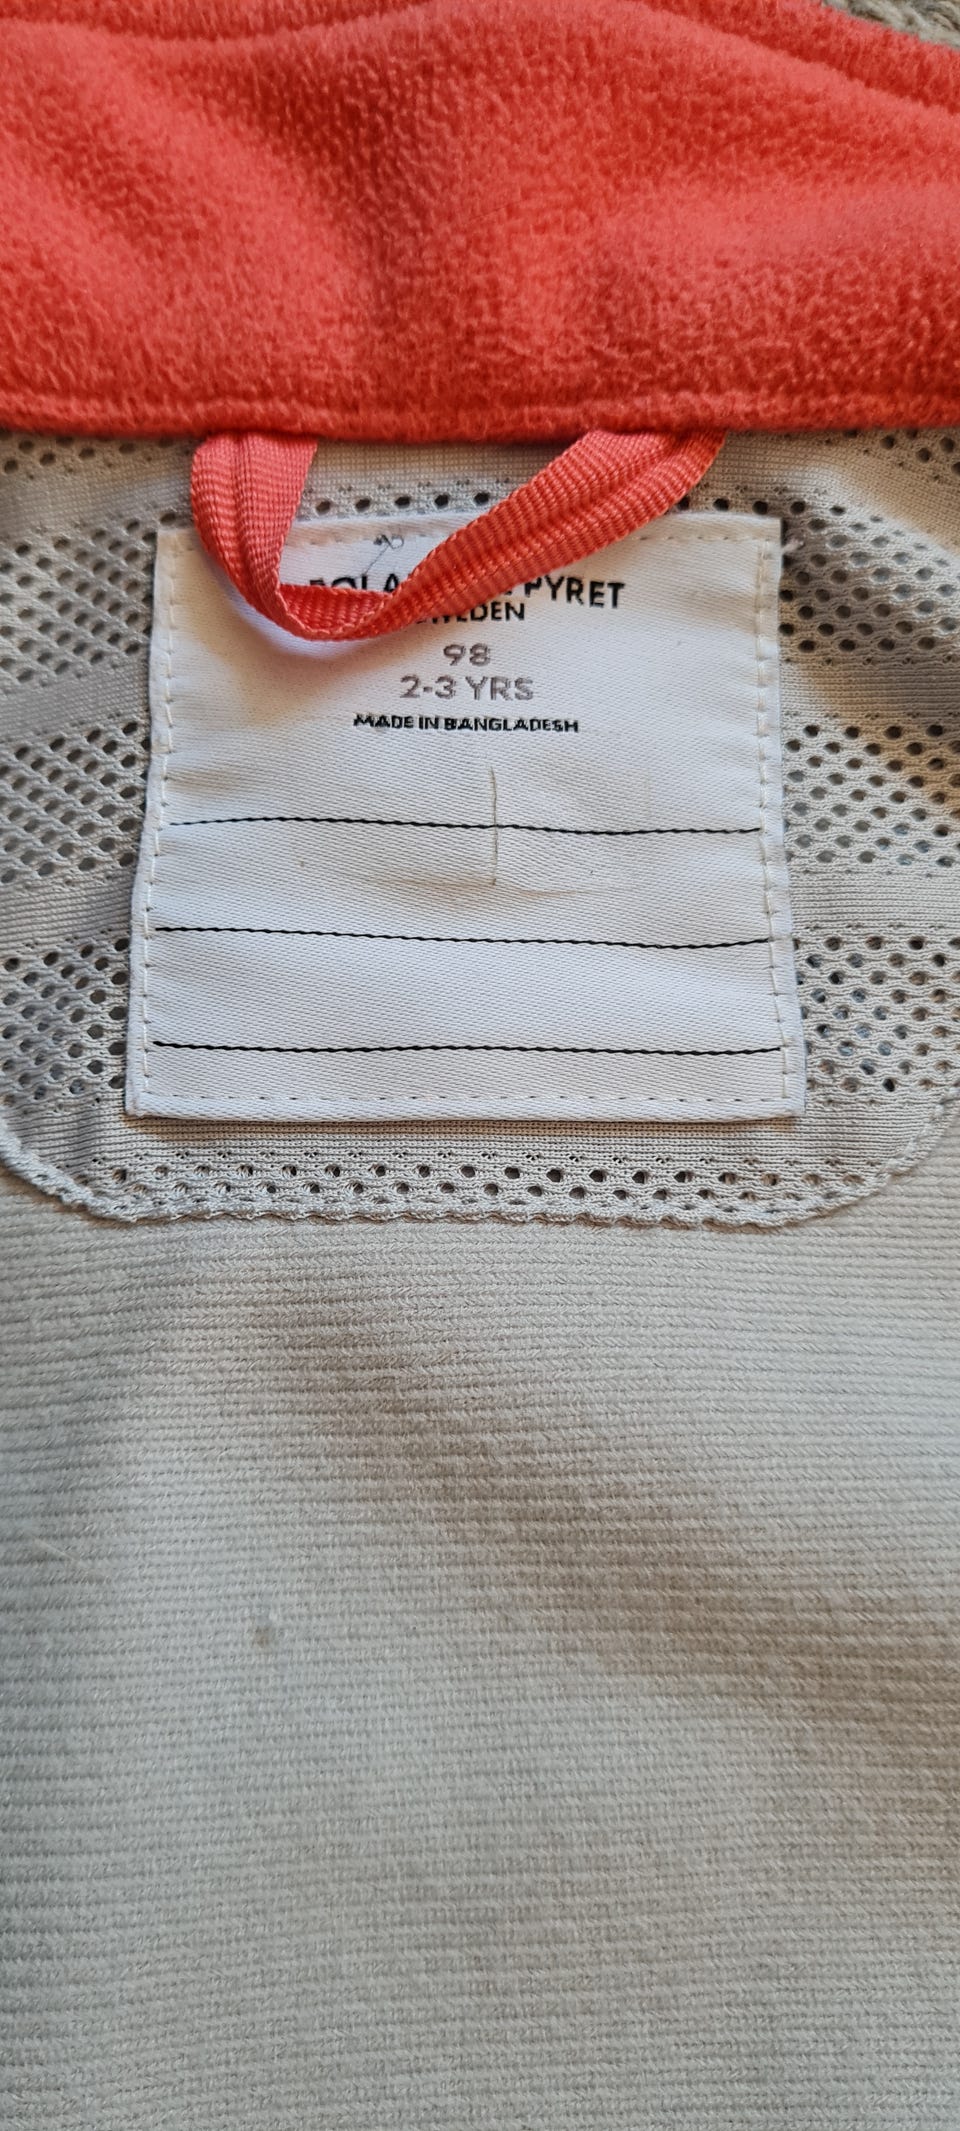 PYRET
98
2-3 YRS
MADE IN BANGLADESH